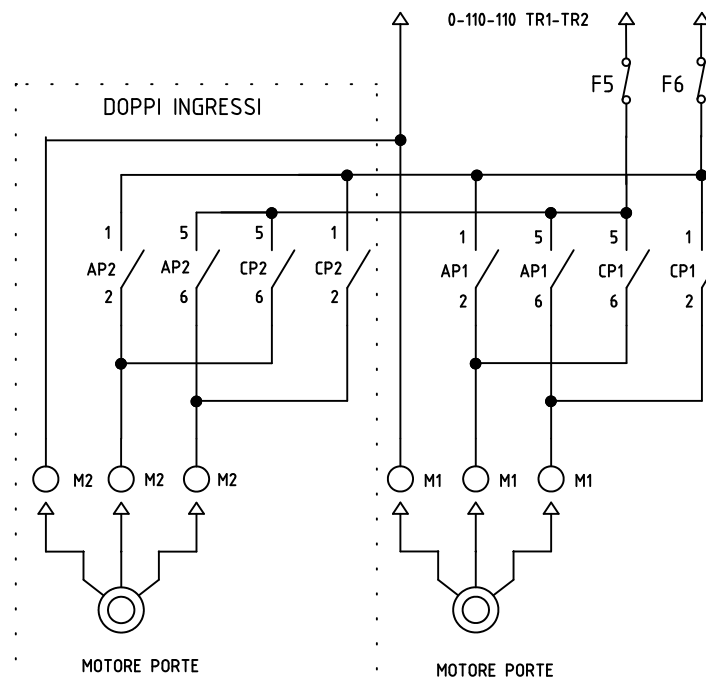 0-110-110 TR1-TR2
F5 F6
DOPPI INGRESSI
1 5 5 1 1 5 5 1
AP2 AP2 CP2 CP2 AP1 AP1 CP1 CP1
2 6 6 2 2 6 6 2
M2 M2 M2 M1 M1 M1
MOTORE PORTE MOTORE PORTE